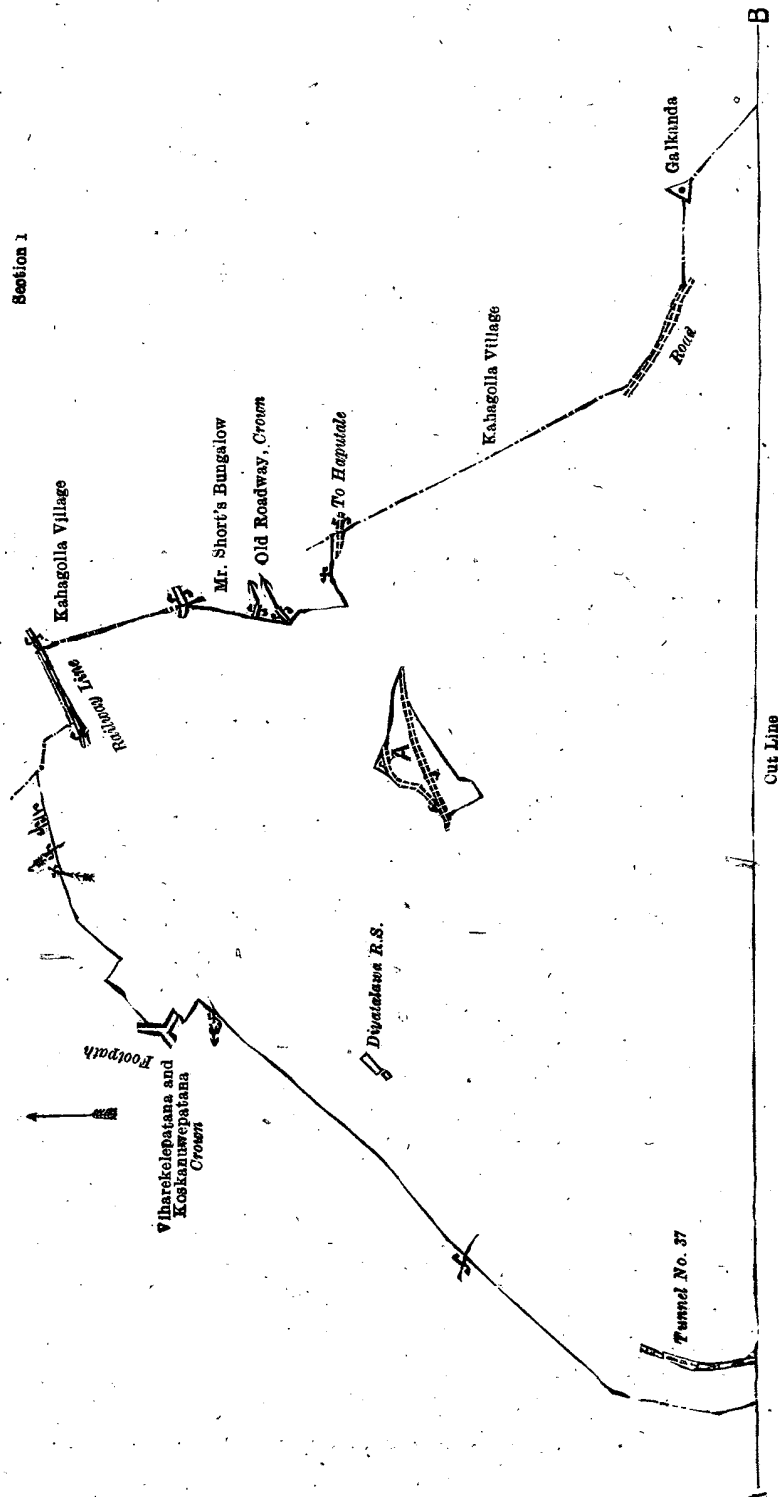 Section 1
Kahagolla Village
Railway Line
Mr. Short's Bungalow
Old Roadway, Crown
To Haputale
Footpath
Viharekelepatana and
Koskanuwepatana
Crown
A
Diyatalawa R.S.
Kahagolla Village
Road
Galkanda
Tunnel No. 37
Cut Line
A
B